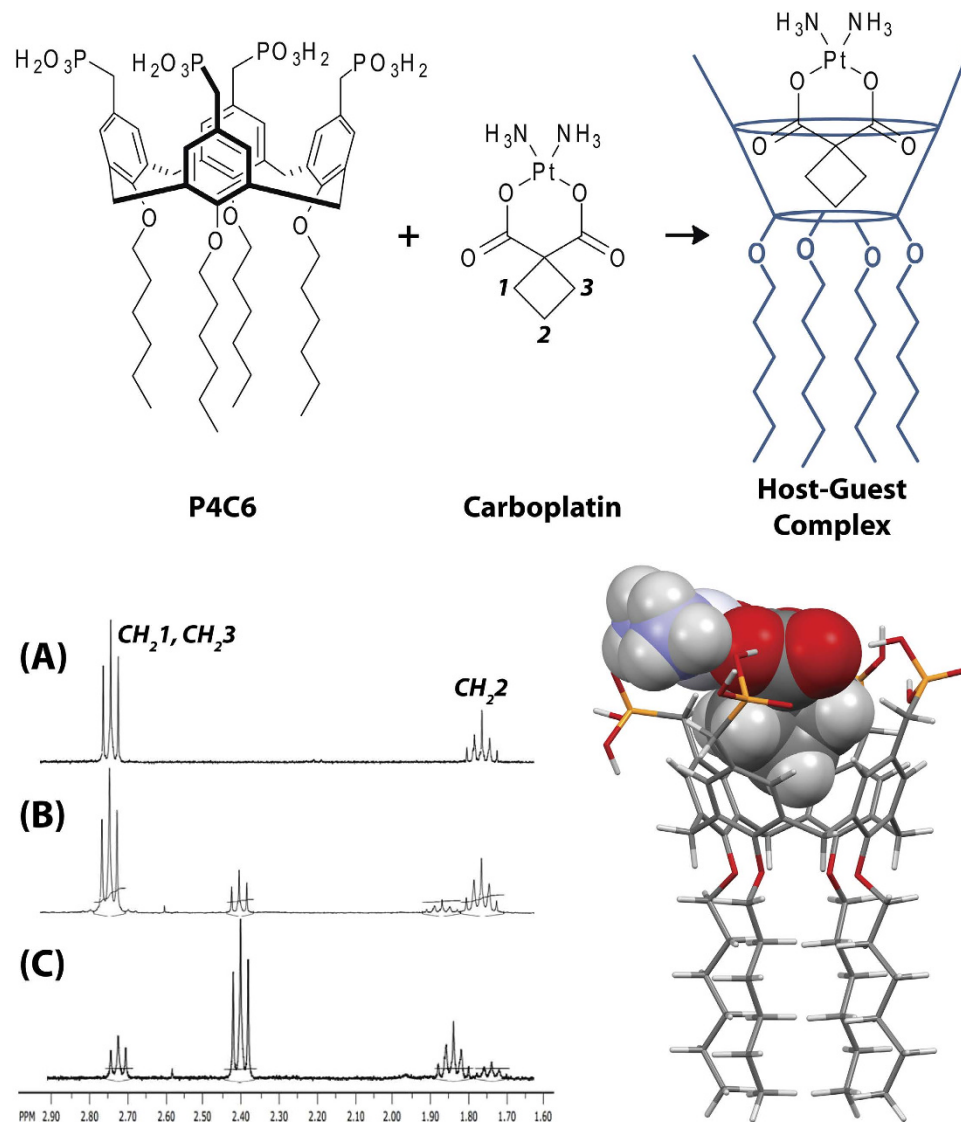 H₂O₃P
H₂O₃P
PO₃H₂
PO₃H₂
O
O
O
O
P4C6
+
H₃N
NH₃
Pt
O
O
O
O
1
3
2
Carboplatin
→
H₃N
NH₃
Pt
O
O
O
O
O
O
O
O
Host-Guest
Complex
(A)
CH₂1, CH₂3
CH₂2
(B)
(C)
PPM 2.90 2.80 2.70 2.60 2.50 2.40 2.30 2.20 2.10 2.00 1.90 1.80 1.70 1.60